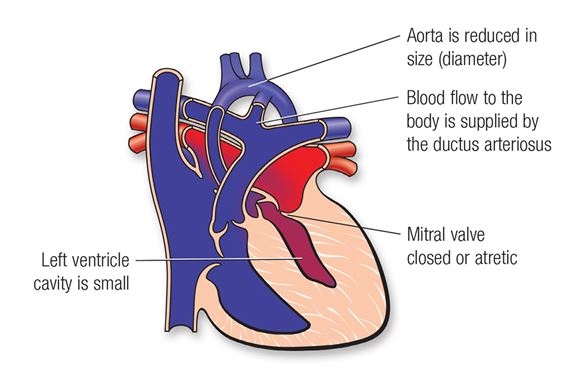 Aorta is reduced in
size (diameter)
Blood flow to the
body is supplied by
the ductus arteriosus
Mitral valve
closed or atretic
Left ventricle
cavity is small